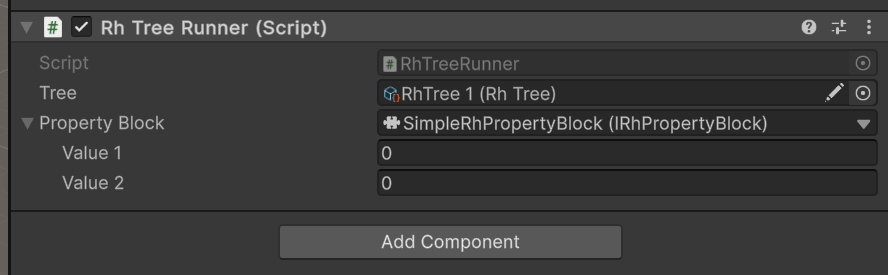 Rh Tree Runner (Script)
Script RhTreeRunner
Tree RhTree 1 (Rh Tree)
Property Block SimpleRhPropertyBlock (IRhPropertyBlock)
Value 1 0
Value 2 0
Add Component